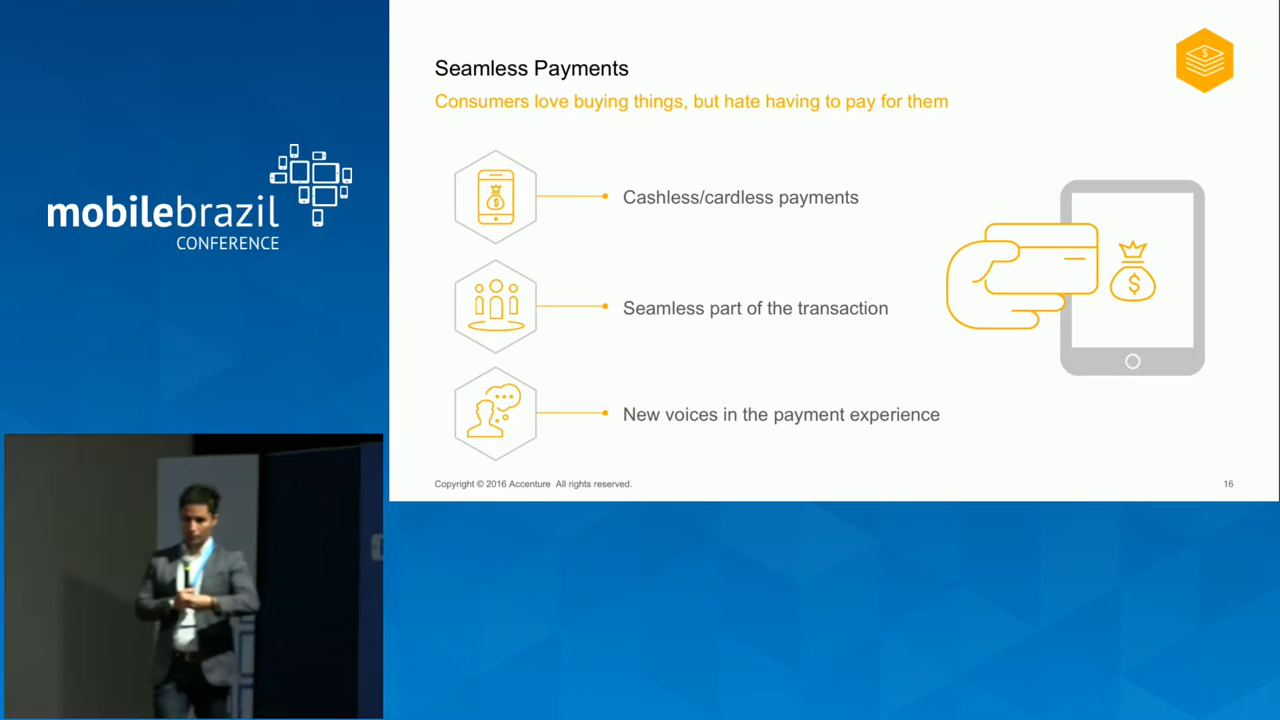 mobilebrazil
CONFERENCE
Seamless Payments
Consumers love buying things, but hate having to pay for them
$
$
Cashless/cardless payments
Seamless part of the transaction
New voices in the payment experience
$
Copyright © 2016 Accenture All rights reserved.
16